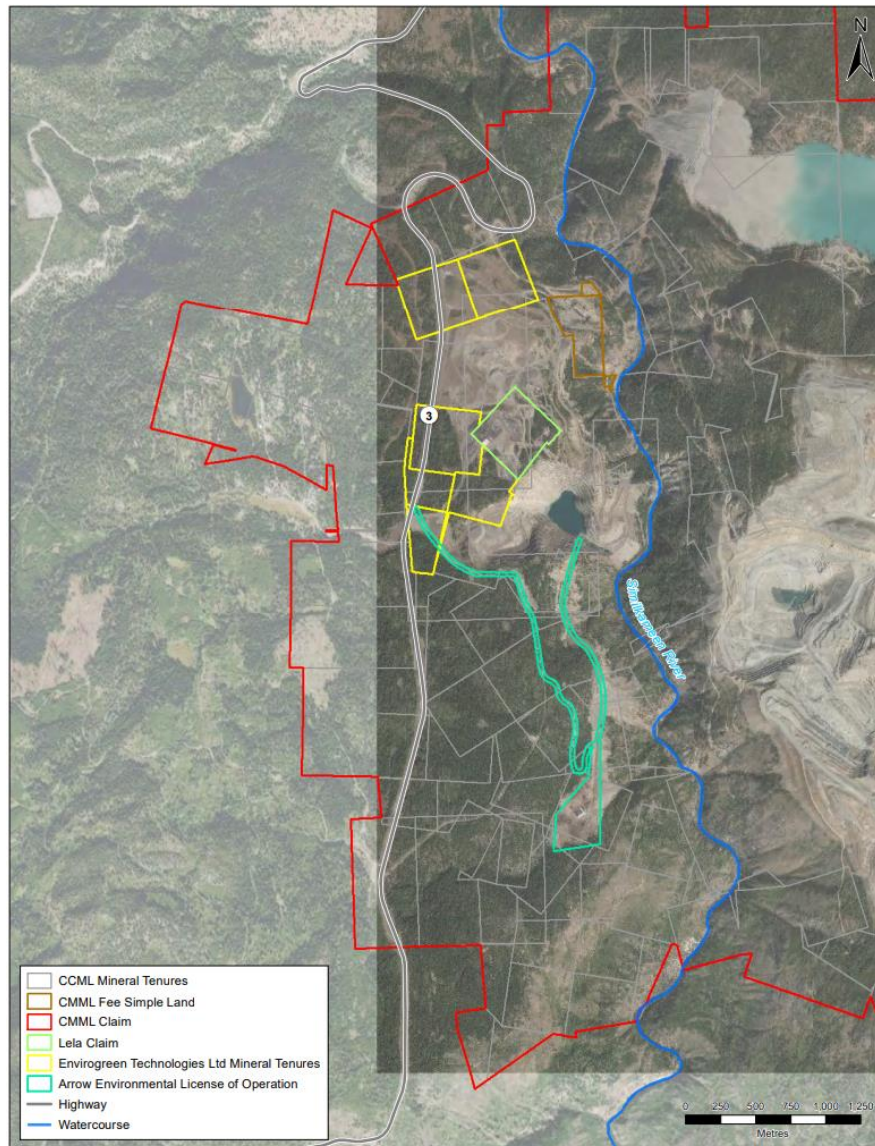 N
3
Similkameen River
CCML Mineral Tenures
CMML Fee Simple Land
CMML Claim
Lela Claim
Envirogreen Technologies Ltd Mineral Tenures
Arrow Environmental License of Operation
Highway
Watercourse
0 250 500 750 1,000 1,250
Metres